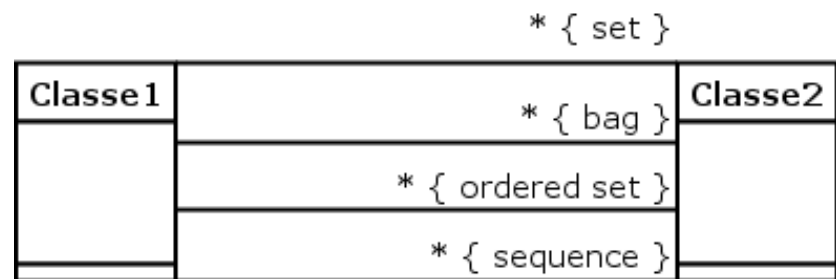 * { set }
Classe1
Classe2
* { bag }
* { ordered set }
* { sequence }